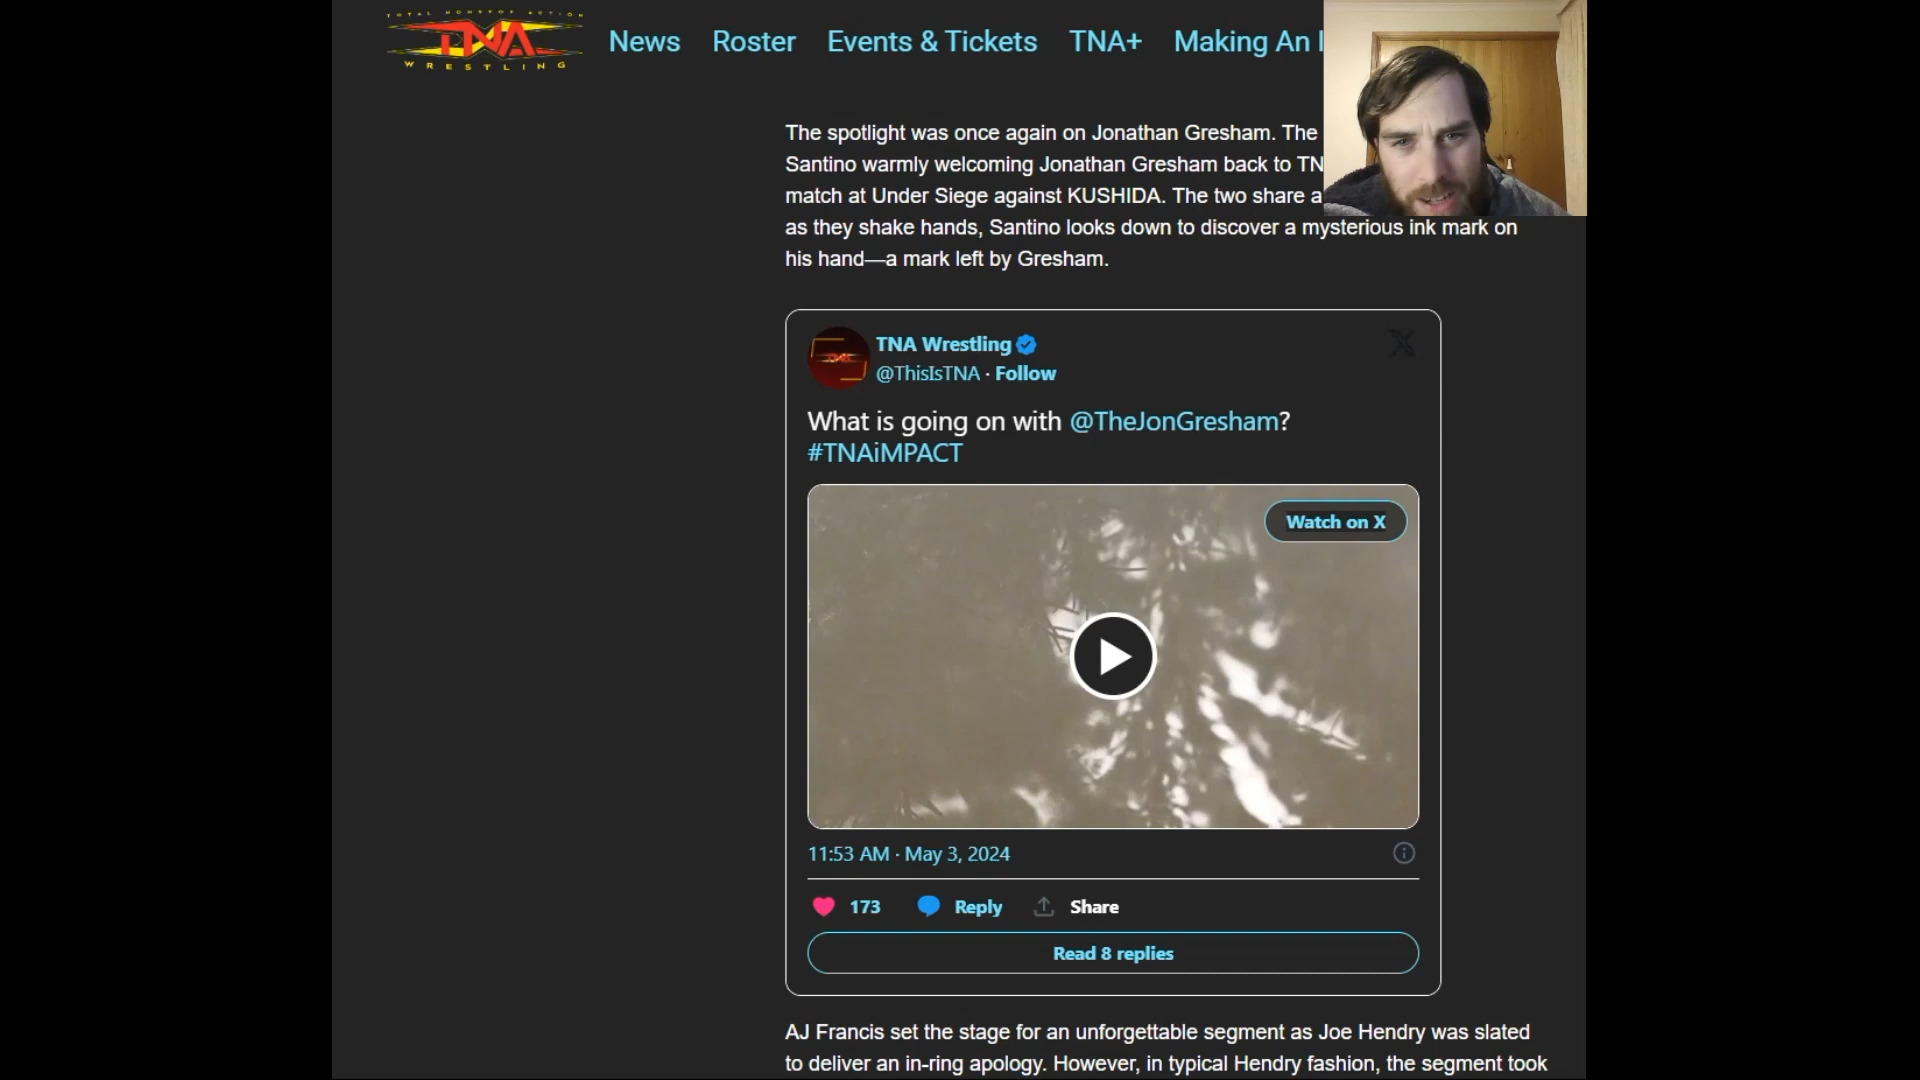 TOTAL NONSTOP ACTION
TNA
WRESTLING
News
Roster
Events & Tickets
TNA+
Making An
The spotlight was once again on Jonathan Gresham. The
Santino warmly welcoming Jonathan Gresham back to TN
match at Under Siege against KUSHIDA. The two share a
as they shake hands, Santino looks down to discover a mysterious ink mark on
his hand—a mark left by Gresham.
TNA Wrestling
@ThisIsTNA · Follow
What is going on with @TheJonGresham?
#TNAiMPACT
Watch on X
11:53 AM · May 3, 2024
173
Reply
Share
Read 8 replies
AJ Francis set the stage for an unforgettable segment as Joe Hendry was slated
to deliver an in-ring apology. However, in typical Hendry fashion, the segment took